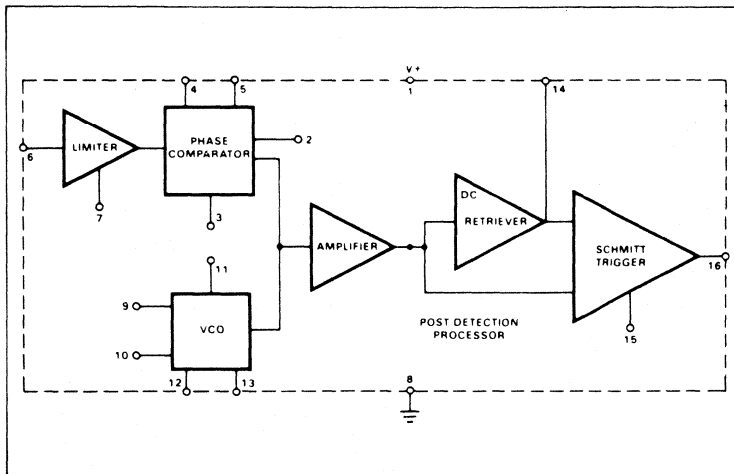 V+
4
5
1
14
6
LIMITER
PHASE
COMPARATOR
2
7
3
DC
RETRIEVER
11
AMPLIFIER
SCHMITT
TRIGGER
16
9
VCO
10
POST DETECTION
PROCESSOR
15
12
13
8